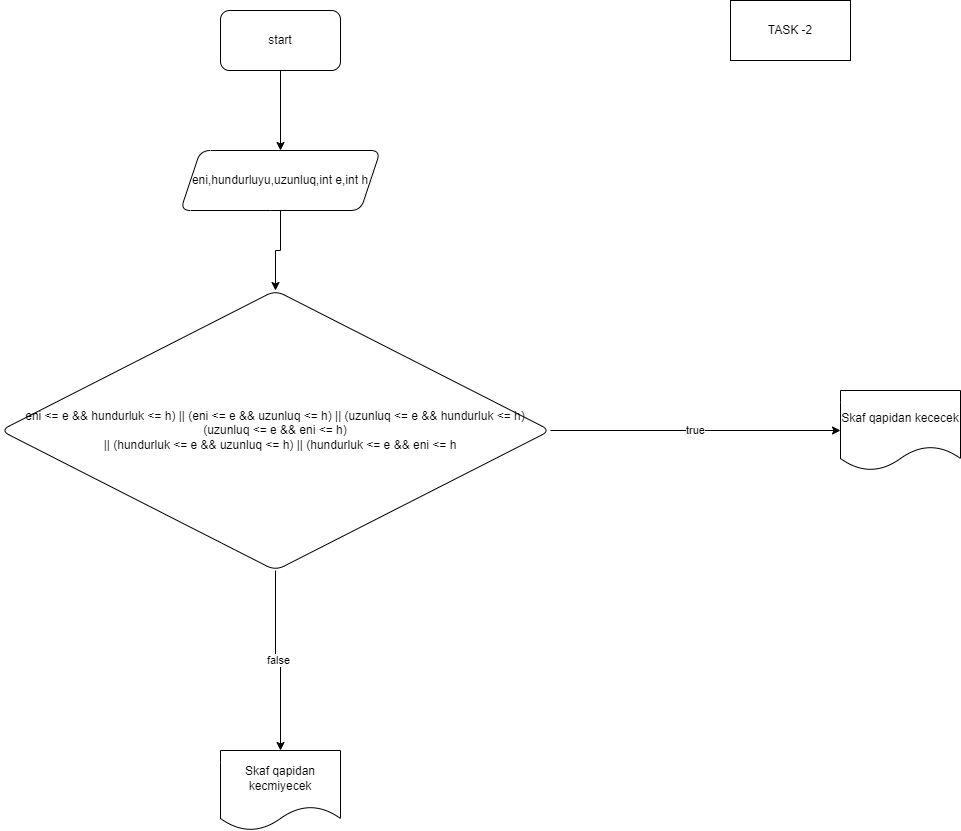 start
TASK -2
eni,hundurluyu,uzunluq,int e,int h
eni <= e && hundurluk <= h) || (eni <= e && uzunluq <= h) || (uzunluq <= e && hundurluk <= h)
(uzunluq <= e && eni <= h)
|| (hundurluk <= e && uzunluq <= h) || (hundurluk <= e && eni <= h
true
Skaf qapidan kececek
false
Skaf qapidan
kecmiyecek